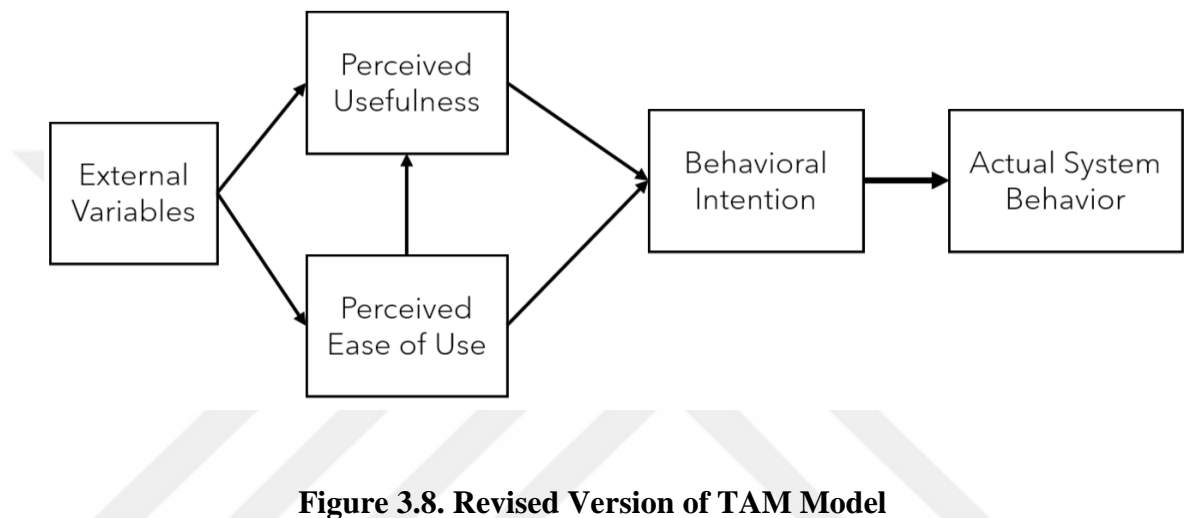 Perceived
Usefulness
External
Variables
Behavioral
Intention
Actual System
Behavior
Perceived
Ease of Use
Figure 3.8. Revised Version of TAM Model